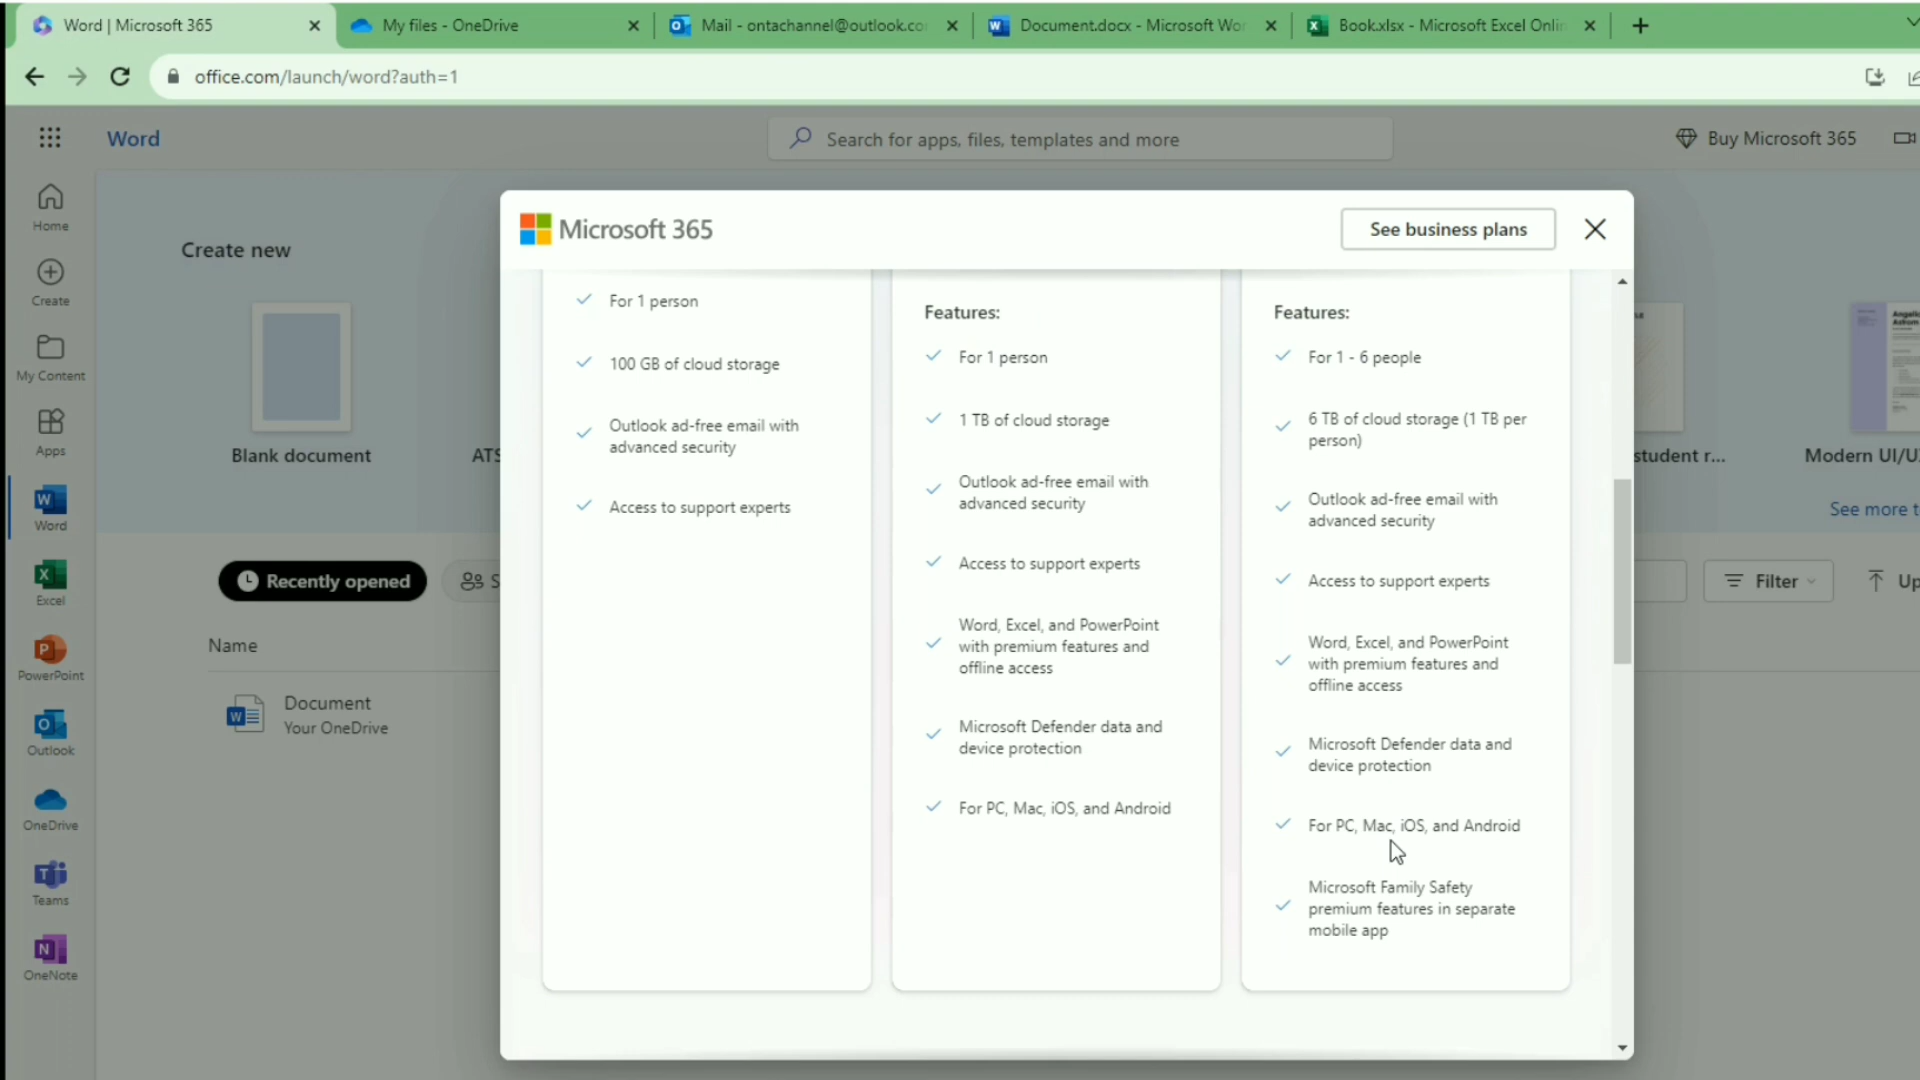 Word | Microsoft 365
My files - OneDrive
Mail - ontachannel@outlook.co
Document.docx - Microsoft Wor
Book.xlsx - Microsoft Excel Onlin
office.com/launch/word?auth=1
Word
Search for apps, files, templates and more
Buy Microsoft 365
Home
Create
My Content
Apps
Word
Excel
PowerPoint
Outlook
OneDrive
Teams
OneNote
Create new
Blank document
ATS
student r...
Modern UI/U
See more t
Recently opened
S
Filter
Up
Name
Document
Your OneDrive
Microsoft 365
See business plans
For 1 person
100 GB of cloud storage
Outlook ad-free email with
advanced security
Access to support experts
Features:
For 1 person
1 TB of cloud storage
Outlook ad-free email with
advanced security
Access to support experts
Word, Excel, and PowerPoint
with premium features and
offline access
Microsoft Defender data and
device protection
For PC, Mac, iOS, and Android
Features:
For 1 - 6 people
6 TB of cloud storage (1 TB per
person)
Outlook ad-free email with
advanced security
Access to support experts
Word, Excel, and PowerPoint
with premium features and
offline access
Microsoft Defender data and
device protection
For PC, Mac, iOS, and Android
Microsoft Family Safety
premium features in separate
mobile app